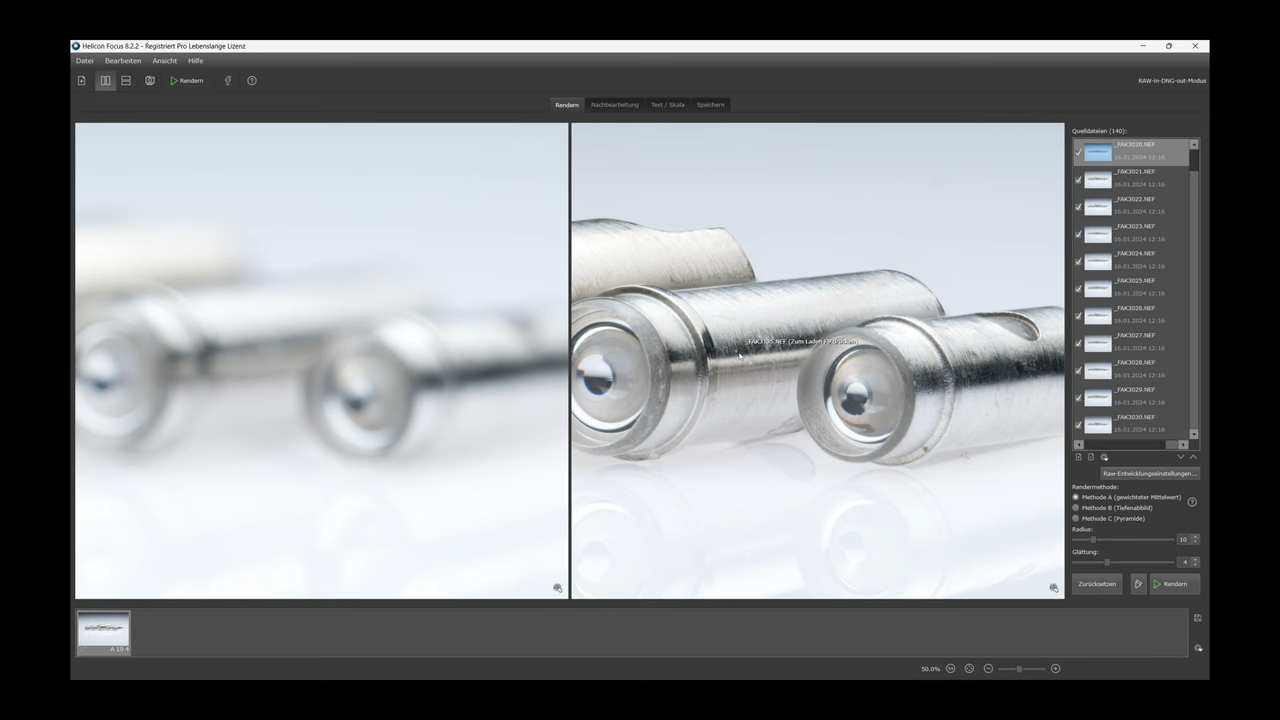 Helicon Focus 8.2.2 - Registriert Pro Lebenslange Lizenz
Datei Bearbeiten Ansicht Hilfe
Rendern
RAW-in-DNG-out-Modus
Rendern Nachbearbeitung Text / Skala Speichern
Quelldateien (140):
_FAK3020.NEF
16.01.2024 12:16
_FAK3021.NEF
16.01.2024 12:16
_FAK3022.NEF
16.01.2024 12:16
_FAK3023.NEF
16.01.2024 12:16
_FAK3024.NEF
16.01.2024 12:16
_FAK3025.NEF
16.01.2024 12:16
_FAK3026.NEF
16.01.2024 12:16
_FAK3027.NEF
16.01.2024 12:16
_FAK3028.NEF
16.01.2024 12:16
_FAK3029.NEF
16.01.2024 12:16
_FAK3030.NEF
16.01.2024 12:16
(Zum Laden F9 drücken)
Raw-Entwicklungseinstellungen...
Rendermethode:
Methode A (gewichteter Mittelwert)
Methode B (Tiefenabbild)
Methode C (Pyramide)
Radius:
10
Glättung:
4
Zurücksetzen
Rendern
A 10 4
50.0%